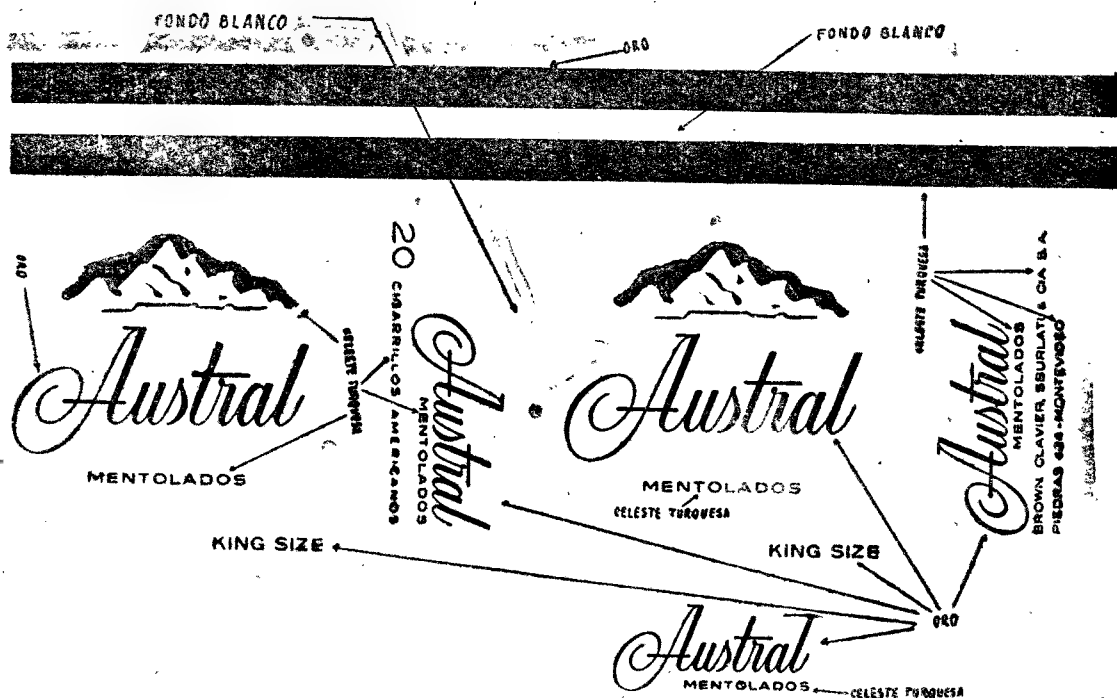 FONDO BLANCO
ORO
FONDO BLANCO
ORO
Austral
MENTOLADOS
KING SIZE
CELESTE TURQUESA
20 CIGARRILLOS AMERICANOS
Austral
MENTOLADOS
Austral
MENTOLADOS
CELESTE TURQUESA
KING SIZE
CELESTE TURQUESA
Austral
MENTOLADOS
BROWN CLAVIER, SBURLATI & CIA S.A.
PIEDRAS 434-MONTEVIDEO
ORO
Austral
MENTOLADOS
CELESTE TURQUESA